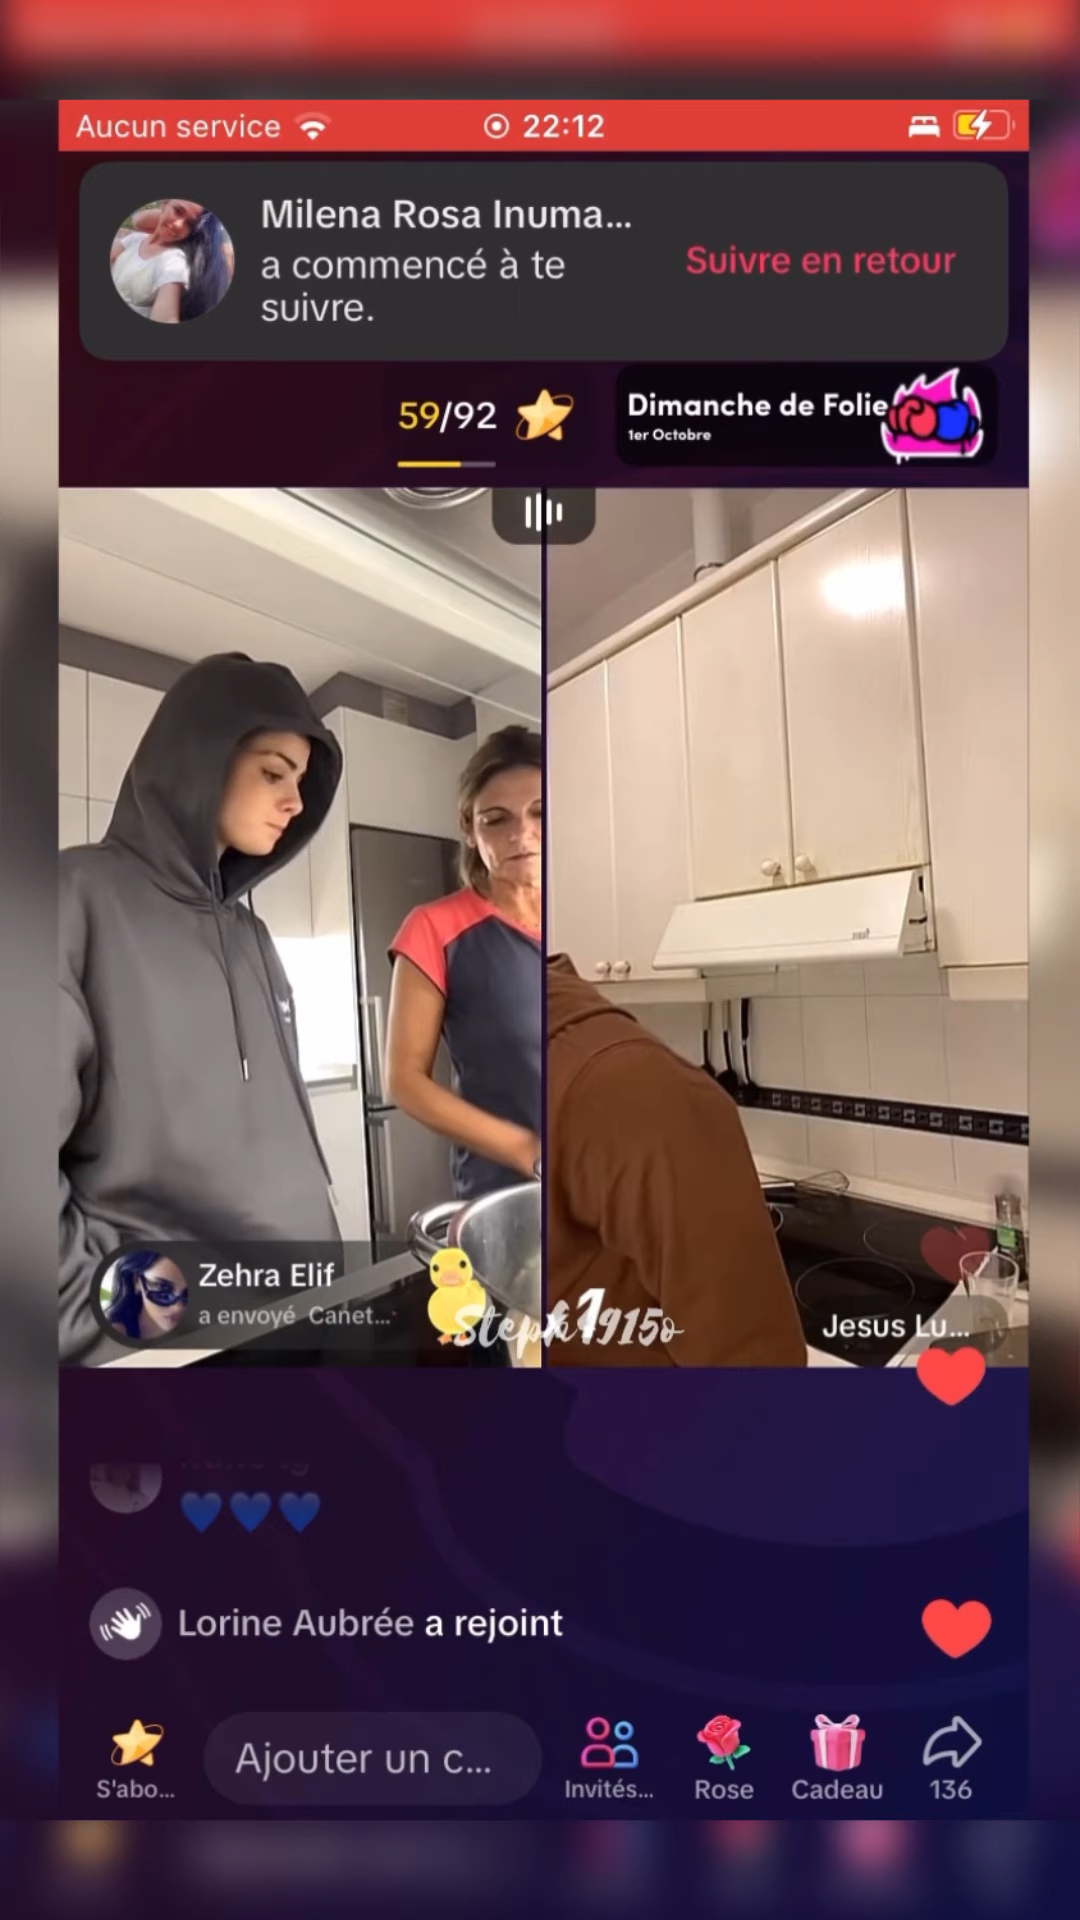 Aucun service
22:12
Milena Rosa Inuma...
a commencé à te
suivre.
Suivre en retour
59/92
Dimanche de Folie
1er Octobre
Zehra Elif
a envoyé Canet...
Jesus Lu...
Lorine Aubrée a rejoint
Ajouter un c...
S'abo...
Invités...
Rose
Cadeau
136